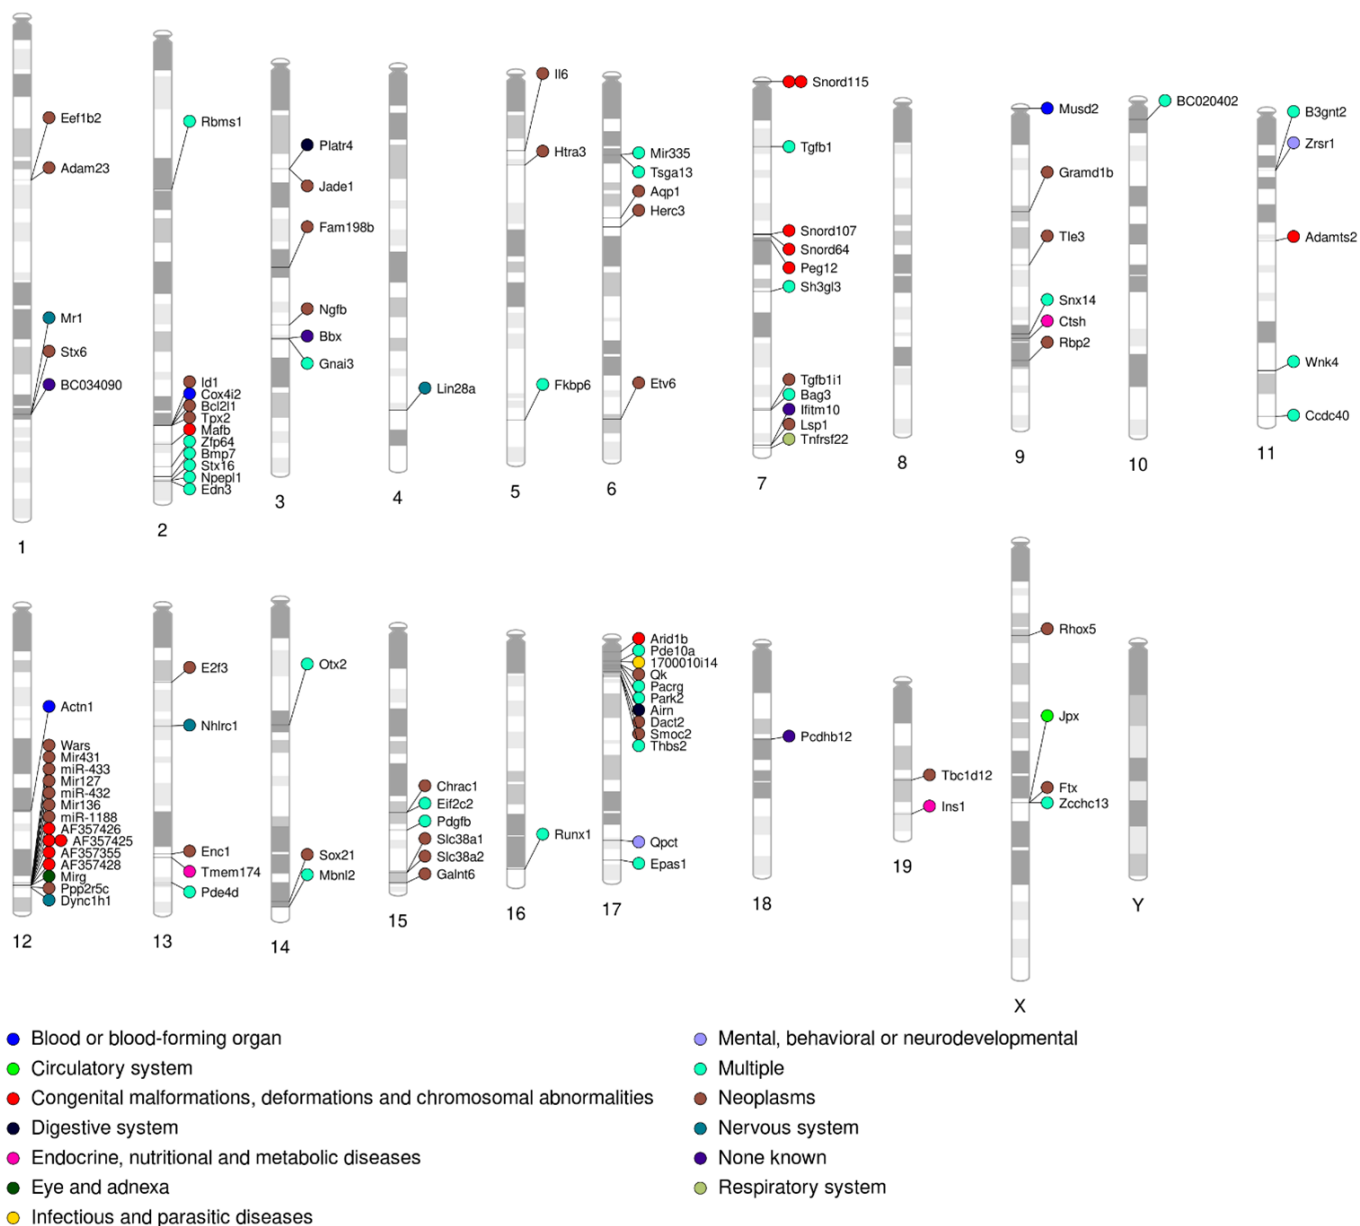 Eef1b2
Adam23
Mr1
Stx6
BC034090
1
Rbms1
Id1
Cox4i2
Bcl2l1
Tpx2
Mafb
Zfp64
Bmp7
Stx16
Npepl1
Edn3
2
Platr4
Jade1
Fam198b
Ngfb
Bbx
Gnai3
3
Lin28a
4
Il6
Htra3
Fkbp6
5
Mir335
Tsga13
Aqp1
Herc3
Etv6
6
Snord115
Tgfb1
Snord107
Snord64
Peg12
Sh3gl3
Tgfb1i1
Bag3
Ifitm10
Lsp1
Tnfrsf22
7
8
Musd2
Gramd1b
Tle3
Snx14
Ctsh
Rbp2
9
BC020402
10
B3gnt2
Zrsr1
Adamts2
Wnk4
Ccdc40
11
Actn1
Wars
Mir431
miR-433
Mir127
miR-432
Mir136
miR-1188
AF357426
AF357425
AF357355
AF357428
Mirg
Ppp2r5c
Dync1h1
12
E2f3
Nhlrc1
Enc1
Tmem174
Pde4d
13
Otx2
Sox21
Mbnl2
14
Chrac1
Eif2c2
Pdgfb
Slc38a1
Slc38a2
Galnt6
15
Runx1
16
Arid1b
Pde10a
1700010i14
Qk
Pacrg
Park2
Airn
Dact2
Smoc2
Thbs2
Qpct
Epas1
17
Pcdhb12
18
Tbc1d12
Ins1
19
Rhox5
Jpx
Ftx
Zcchc13
X
Y
Blood or blood-forming organ
Circulatory system
Congenital malformations, deformations and chromosomal abnormalities
Digestive system
Endocrine, nutritional and metabolic diseases
Eye and adnexa
Infectious and parasitic diseases
Mental, behavioral or neurodevelopmental
Multiple
Neoplasms
Nervous system
None known
Respiratory system